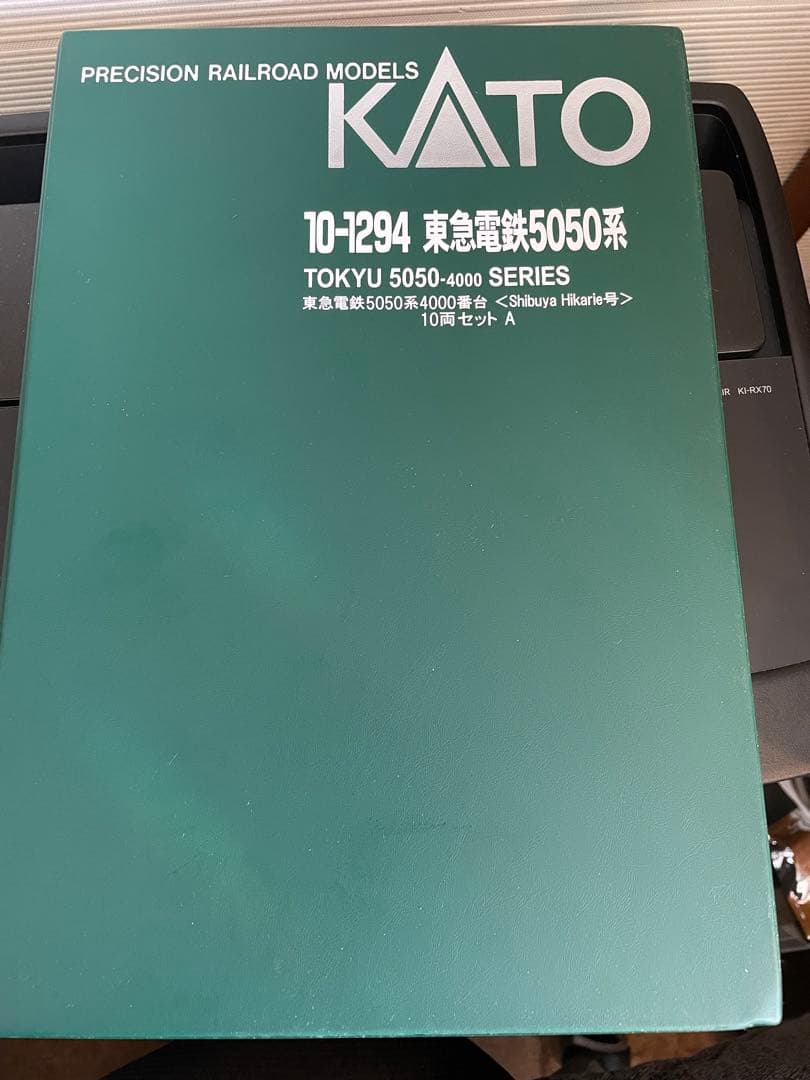 PRECISION RAILROAD MODELS
KATO
10-1294 東急電鉄5050系
TOKYU 5050-4000 SERIES
東急電鉄5050系4000番台 <Shibuya Hikarie号>
10両セット A
KI-RX70